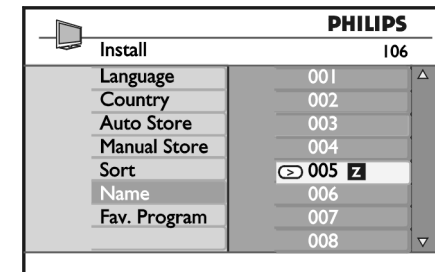 PHILIPS
Install 106
Language 001
Country 002
Auto Store 003
Manual Store 004
Sort 005 Z
Name 006
Fav. Program 007
008